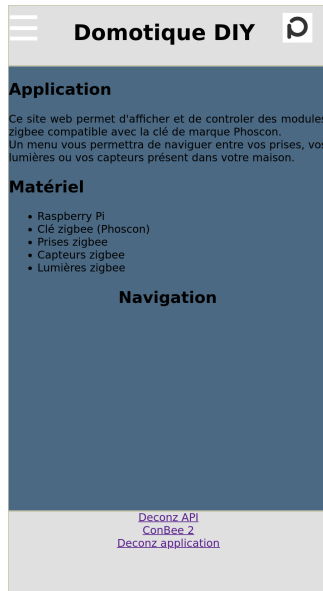 Domotique DIY
Application
Ce site web permet d'afficher et de controler des modules
zigbee compatible avec la clé de marque Phoscon.
Un menu vous permettra de naviguer entre vos prises, vos
lumières ou vos capteurs présent dans votre maison.
Matériel
• Raspberry Pi
• Clé zigbee (Phoscon)
• Prises zigbee
• Capteurs zigbee
• Lumières zigbee
Navigation
Deconz API
ConBee 2
Deconz application